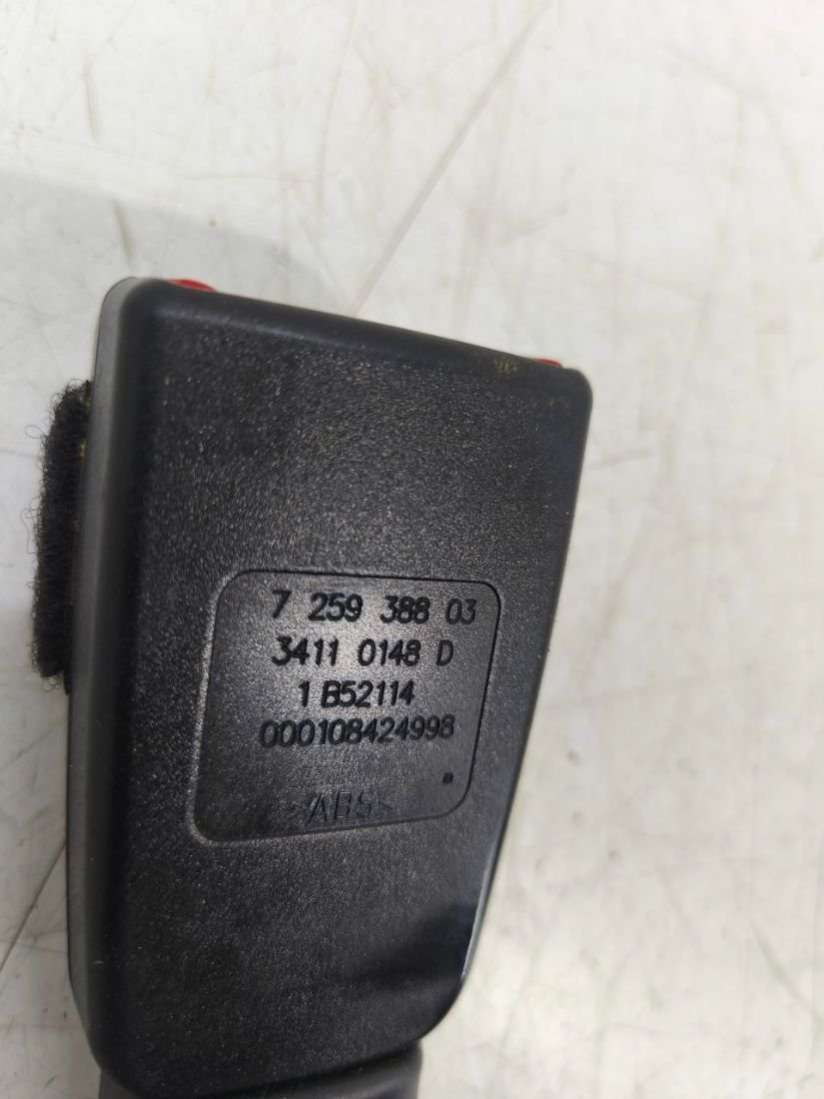 7 259 388 03
3411 0148 D
1 B52114
000108424998
>ABS<